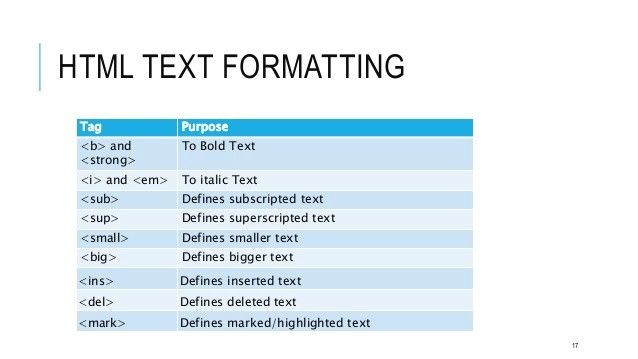 HTML TEXT FORMATTING
Tag Purpose
<b> and To Bold Text
<strong>
<i> and <em> To italic Text
<sub> Defines subscripted text
<sup> Defines superscripted text
<small> Defines smaller text
<big> Defines bigger text
<ins> Defines inserted text
<del> Defines deleted text
<mark> Defines marked/highlighted text
17